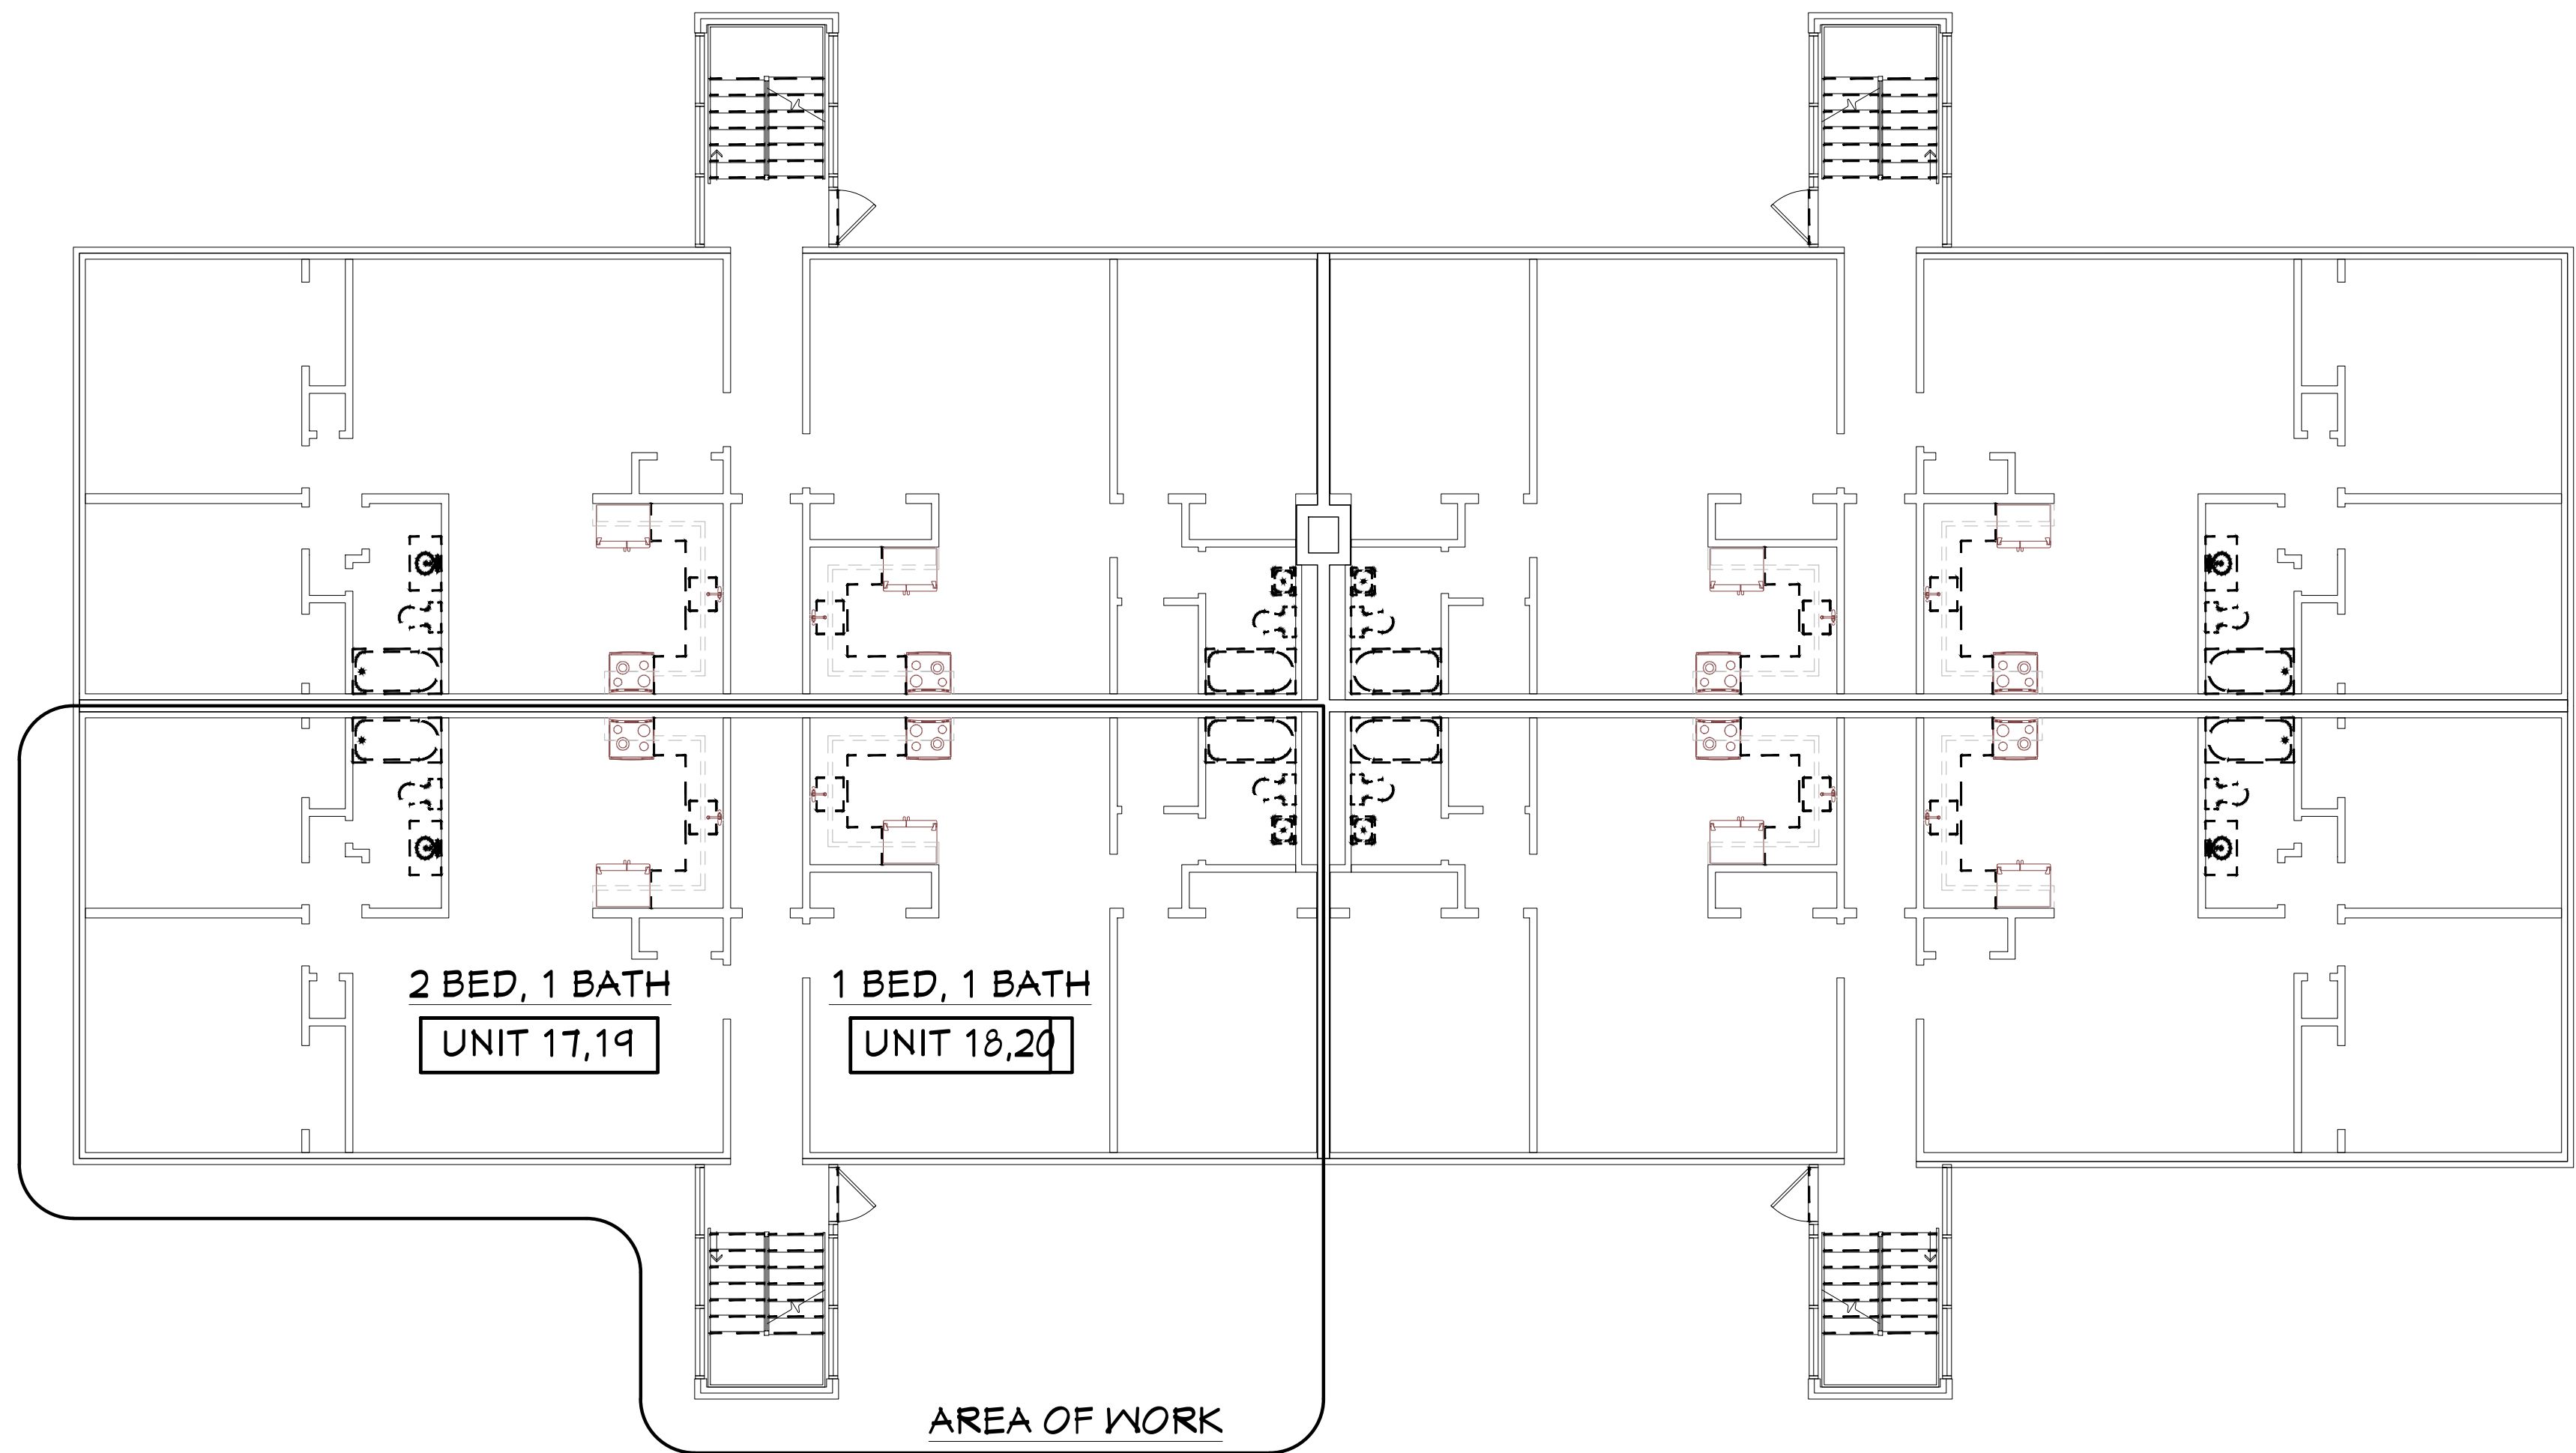 2 BED, 1 BATH
UNIT 17,19
1 BED, 1 BATH
UNIT 18,20
AREA OF WORK